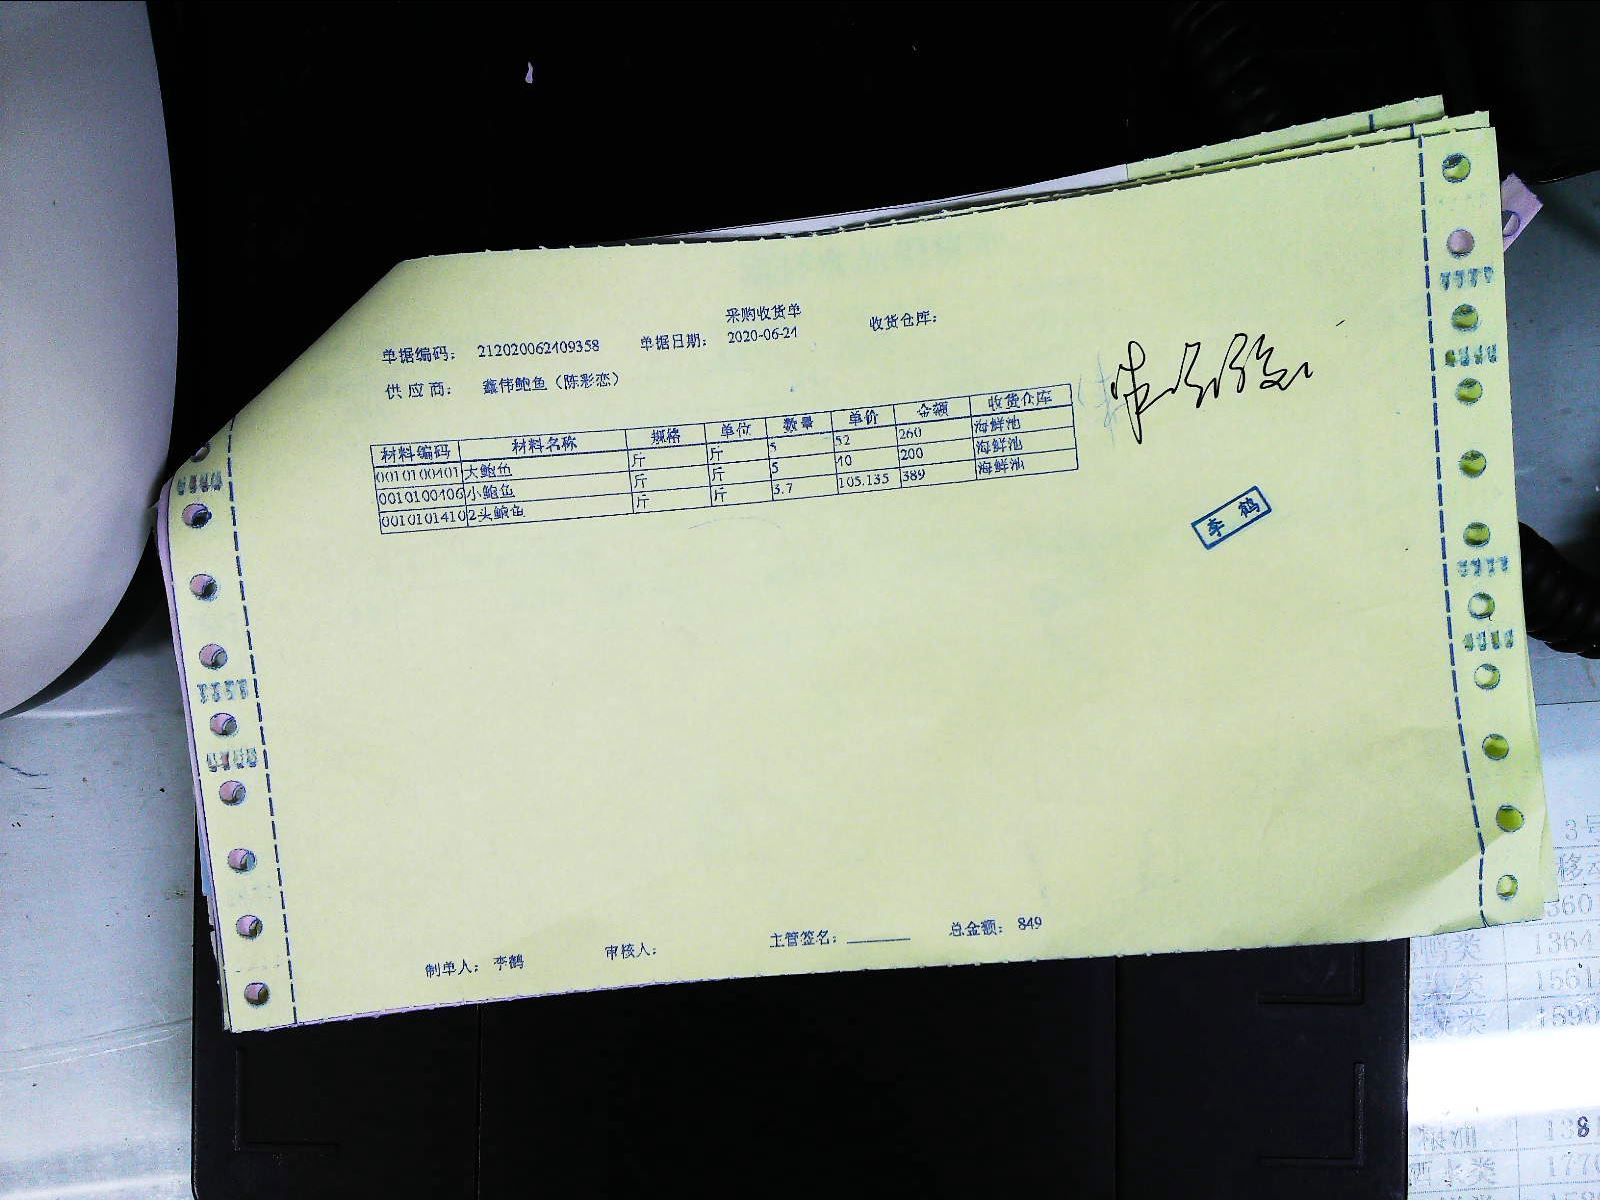 采购收货单
单据编码： 212020062409358 单据日期： 2020-06-24 收货仓库：
供应商： 鑫伟鲍鱼（陈彩恋）
材料编码 材料名称 规格 单位 数量 单价 金额 收货仓库
0010100401 大鲍鱼 斤 斤 5 52 260 海鲜池
0010100406 小鲍鱼 斤 斤 5 40 200 海鲜池
0010101410 2头鲍鱼 斤 斤 3.7 105.135 389 海鲜池
李鹤
制单人： 李鹤 审核人： 主管签名： 总金额： 849
3号
1364
1561
1590